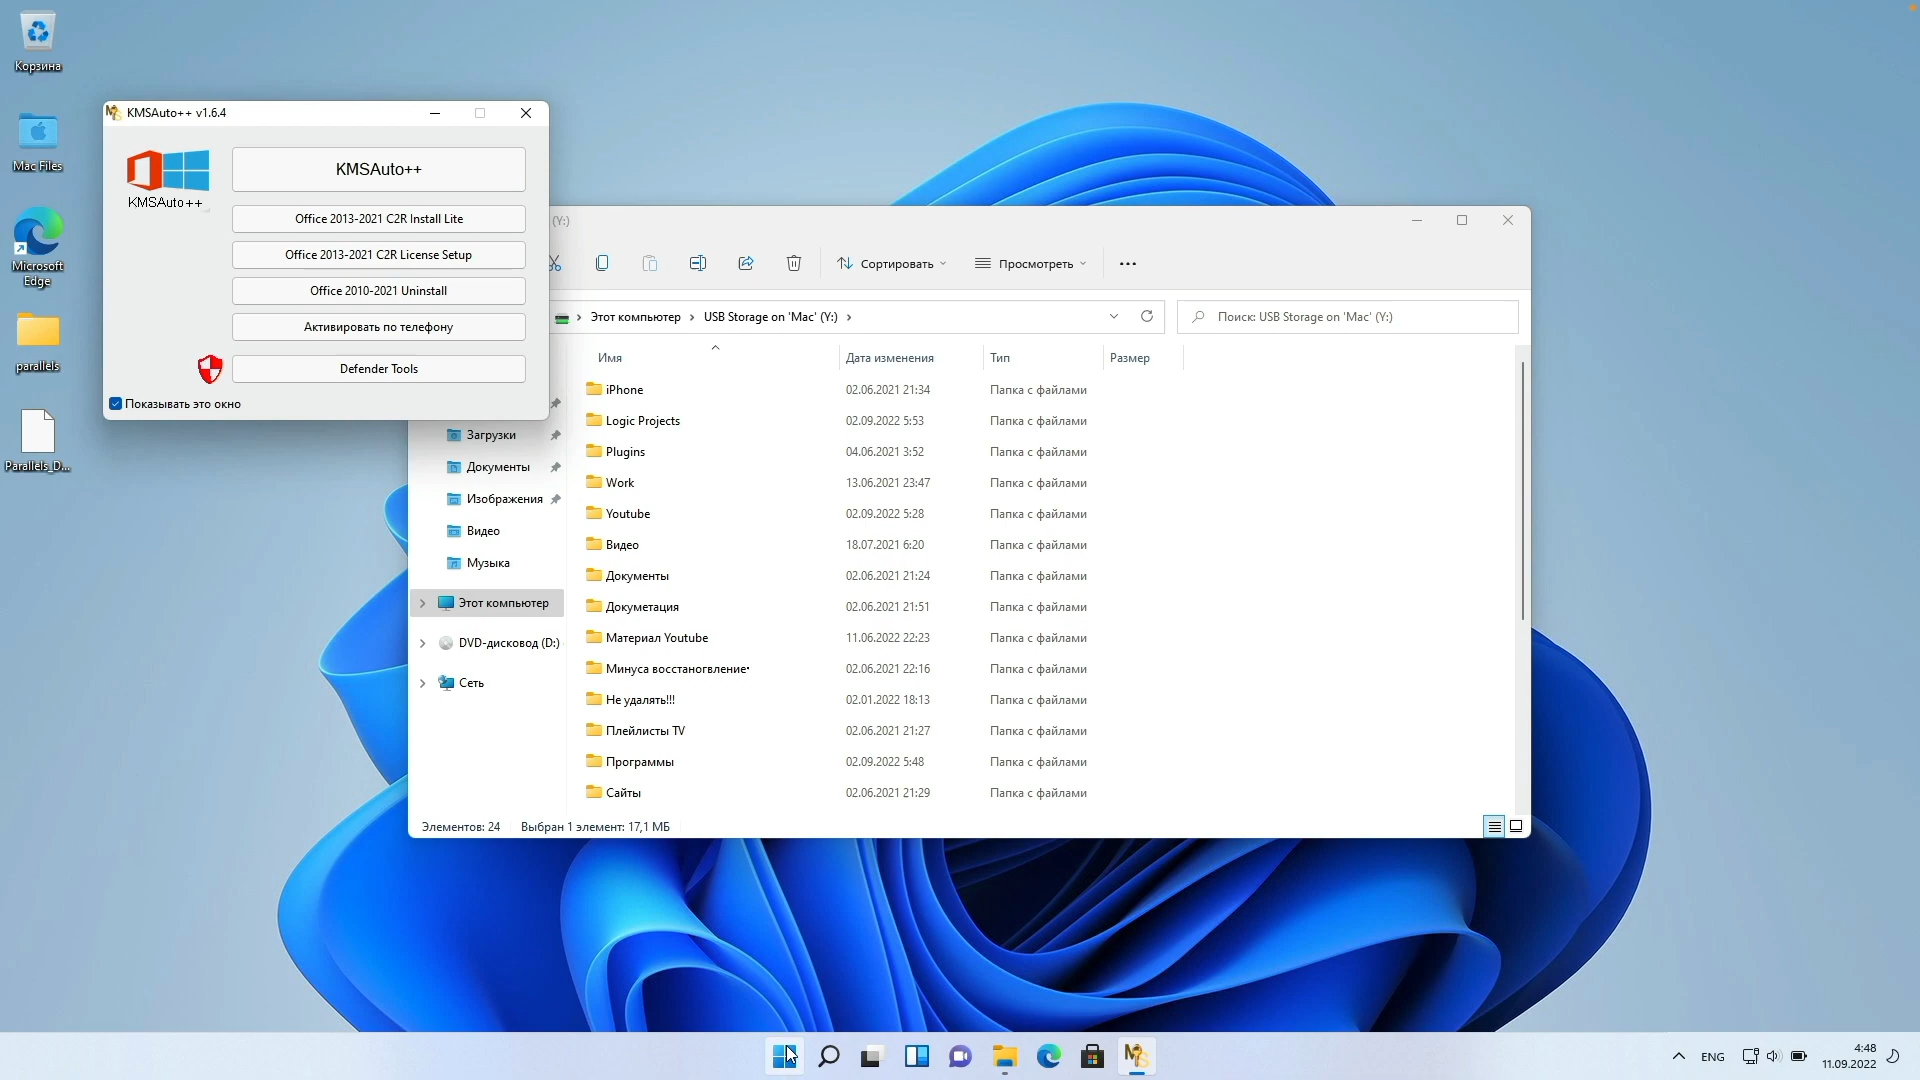 Корзина
Mac Files
Microsoft
Edge
parallels
Parallels_D...
KMSAuto++ v1.6.4
KMSAuto++
KMSAuto++
Office 2013-2021 C2R Install Lite
Office 2013-2021 C2R License Setup
Office 2010-2021 Uninstall
Активировать по телефону
Defender Tools
Показывать это окно
(Y:)
Сортировать
Просмотреть
Этот компьютер
USB Storage on 'Mac' (Y:)
Поиск: USB Storage on 'Mac' (Y:)
Загрузки
Документы
Изображения
Видео
Музыка
Этот компьютер
DVD-дисковод (D:)
Сеть
Имя Дата изменения Тип Размер
iPhone 02.06.2021 21:34 Папка с файлами
Logic Projects 02.09.2022 5:53 Папка с файлами
Plugins 04.06.2021 3:52 Папка с файлами
Work 13.06.2021 23:47 Папка с файлами
Youtube 02.09.2022 5:28 Папка с файлами
Видео 18.07.2021 6:20 Папка с файлами
Документы 02.06.2021 21:24 Папка с файлами
Докуметация 02.06.2021 21:51 Папка с файлами
Материал Youtube 11.06.2022 22:23 Папка с файлами
Минуса восстаногвление· 02.06.2021 22:16 Папка с файлами
Не удалять!!! 02.01.2022 18:13 Папка с файлами
Плейлисты TV 02.06.2021 21:27 Папка с файлами
Программы 02.09.2022 5:48 Папка с файлами
Сайты 02.06.2021 21:29 Папка с файлами
Элементов: 24 Выбран 1 элемент: 17,1 МБ
ENG
4:48
11.09.2022